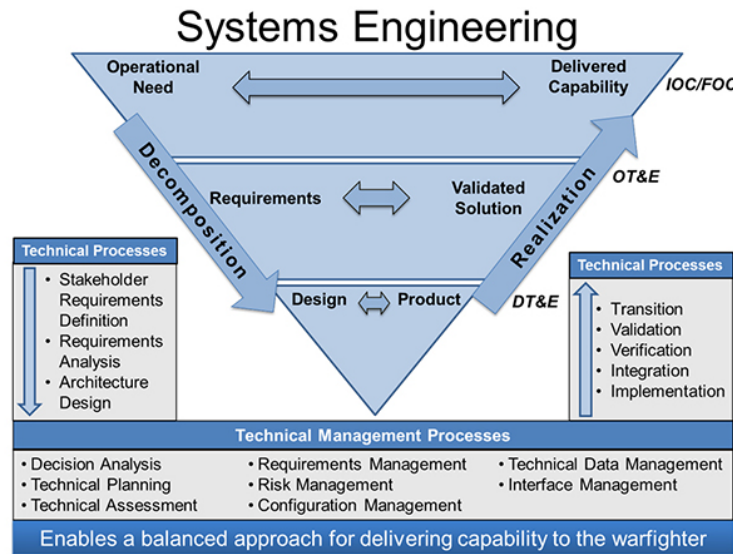 Systems Engineering
Operational
Need
Delivered
Capability
IOC/FOC
Decomposition
Realization
OT&E
Requirements
Validated
Solution
Technical Processes
• Stakeholder
Requirements
Definition
• Requirements
Analysis
• Architecture
Design
Design
Product
DT&E
Technical Processes
• Transition
• Validation
• Verification
• Integration
• Implementation
Technical Management Processes
• Decision Analysis
• Technical Planning
• Technical Assessment
• Requirements Management
• Risk Management
• Configuration Management
• Technical Data Management
• Interface Management
Enables a balanced approach for delivering capability to the warfighter